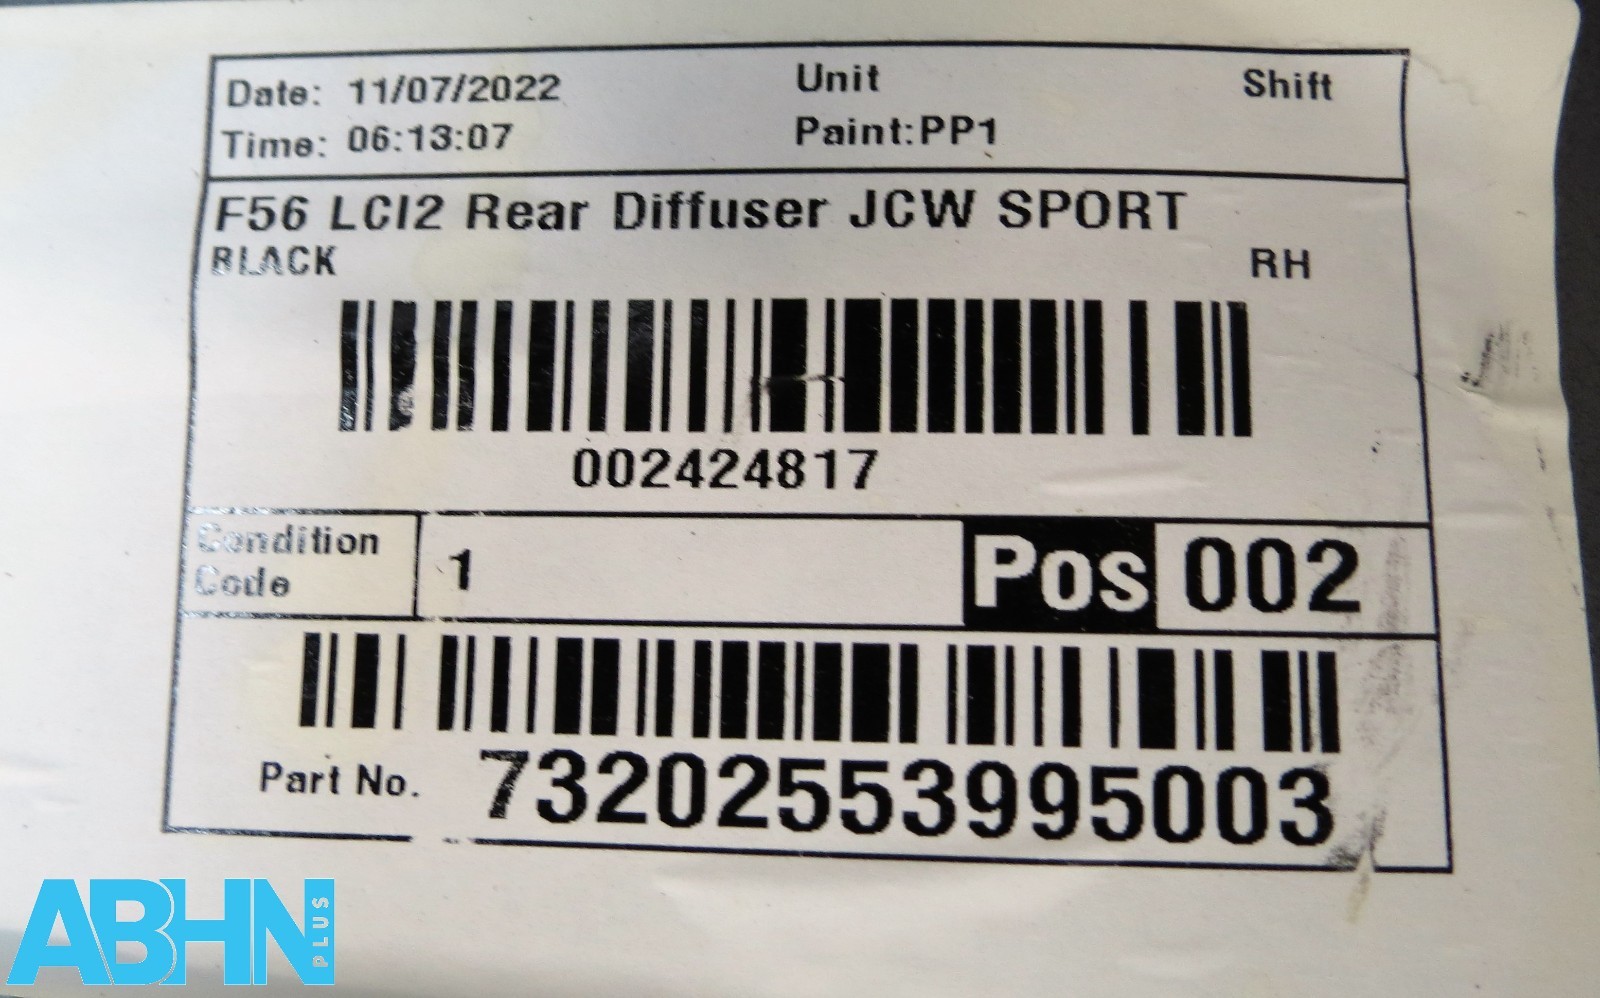 Date: 11/07/2022 Unit Shift
Time: 06:13:07 Paint:PP1
F56 LCI2 Rear Diffuser JCW SPORT
BLACK RH
002424817
Condition
Code 1 Pos 002
Part No. 73202553995003
ABHN PLUS